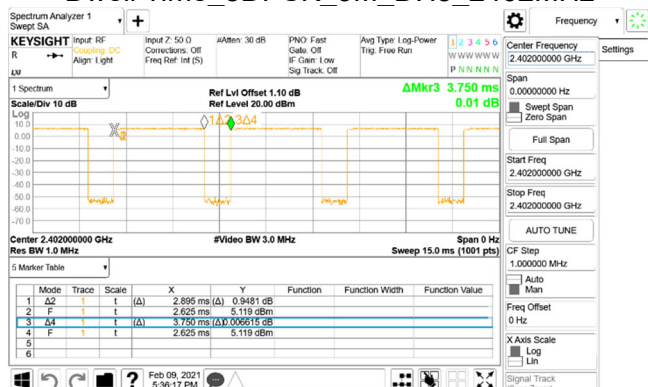 Spectrum Analyzer 1
Swept SA
+
Frequency
KEYSIGHT
R
Input: RF
Coupling: DC
Align: Light
Input Z: 50 Ω
Corrections: Off
Freq Ref: Int (S)
#Atten: 30 dB
PNO: Fast
Gate: Off
IF Gain: Low
Sig Track: Off
Avg Type: Log-Power
Trig: Free Run
1 2 3 4 5 6
W W W W W W
P N N N N N
Center Frequency
2.402000000 GHz
Settings
Span
0.00000000 Hz
Swept Span
Zero Span
Full Span
Start Freq
2.402000000 GHz
Stop Freq
2.402000000 GHz
AUTO TUNE
CF Step
1.000000 MHz
Auto
Man
Freq Offset
0 Hz
X Axis Scale
Log
Lin
Signal Track
1 Spectrum
Scale/Div 10 dB
Ref Lvl Offset 1.10 dB
Ref Level 20.00 dBm
ΔMkr3 3.750 ms
0.01 dB
Log
10.0
0.00
-10.0
-20.0
-30.0
-40.0
-50.0
-60.0
-70.0
1Δ2 3Δ4
Center 2.402000000 GHz
#Video BW 3.0 MHz
Span 0 Hz
Res BW 1.0 MHz
Sweep 15.0 ms (1001 pts)
5 Marker Table
Mode Trace Scale X Y Function Function Width Function Value
1 Δ2 1 t (Δ) 2.895 ms (Δ) 0.9481 dB
2 F 1 t 2.625 ms 5.119 dBm
3 Δ4 1 t (Δ) 3.750 ms (Δ) 0.006615 dB
4 F 1 t 2.625 ms 5.119 dBm
5
6
?
Feb 09, 2021
5:36:17 PM